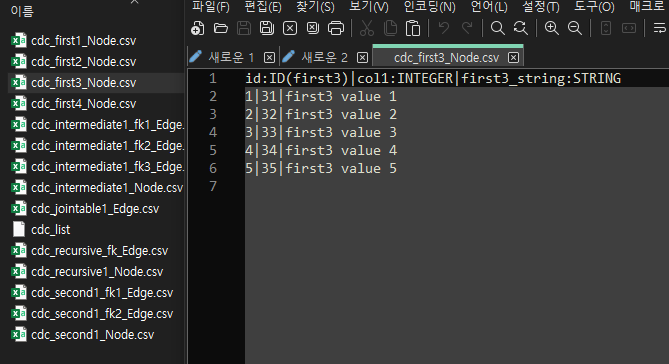 이름
cdc_first1_Node.csv
cdc_first2_Node.csv
cdc_first3_Node.csv
cdc_first4_Node.csv
cdc_intermediate1_fk1_Edge.csv
cdc_intermediate1_fk2_Edge.csv
cdc_intermediate1_fk3_Edge.csv
cdc_intermediate1_Node.csv
cdc_jointable1_Edge.csv
cdc_list
cdc_recursive_fk_Edge.csv
cdc_recursive1_Node.csv
cdc_second1_fk1_Edge.csv
cdc_second1_fk2_Edge.csv
cdc_second1_Node.csv
파일(F) 편집(E) 찾기(S) 보기(V) 인코딩(N) 언어(L) 설정(T) 도구(O) 매크로
새로운 1 새로운 2 cdc_first3_Node.csv
1 id:ID(first3)|col1:INTEGER|first3_string:STRING
2 1|31|first3 value 1
3 2|32|first3 value 2
4 3|33|first3 value 3
5 4|34|first3 value 4
6 5|35|first3 value 5
7